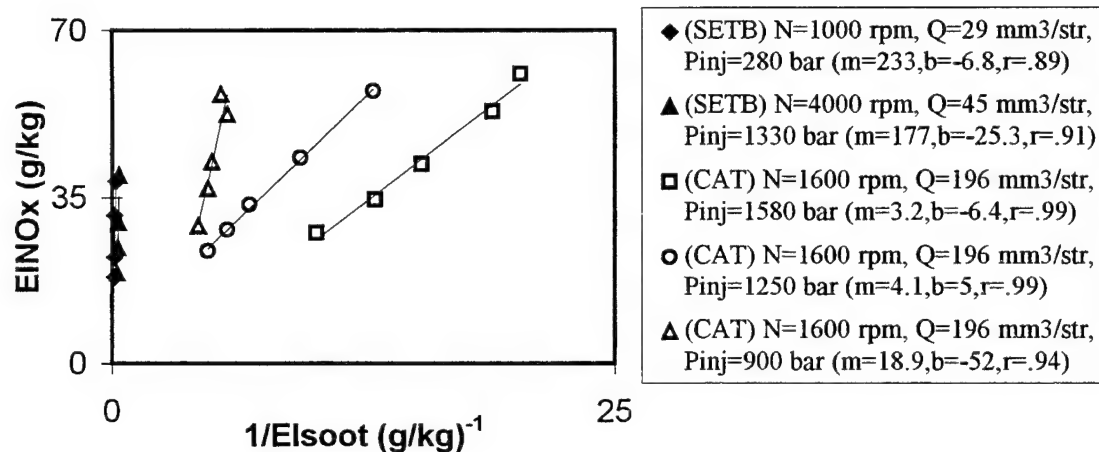 70
35
0
EINOx (g/kg)
0
25
1/EIsoot (g/kg)-1
(SETB) N=1000 rpm, Q=29 mm3/str,
Pinj=280 bar (m=233,b=-6.8,r=.89)
(SETB) N=4000 rpm, Q=45 mm3/str,
Pinj=1330 bar (m=177,b=-25.3,r=.91)
(CAT) N=1600 rpm, Q=196 mm3/str,
Pinj=1580 bar (m=3.2,b=-6.4,r=.99)
(CAT) N=1600 rpm, Q=196 mm3/str,
Pinj=1250 bar (m=4.1,b=5,r=.99)
(CAT) N=1600 rpm, Q=196 mm3/str,
Pinj=900 bar (m=18.9,b=-52,r=.94)